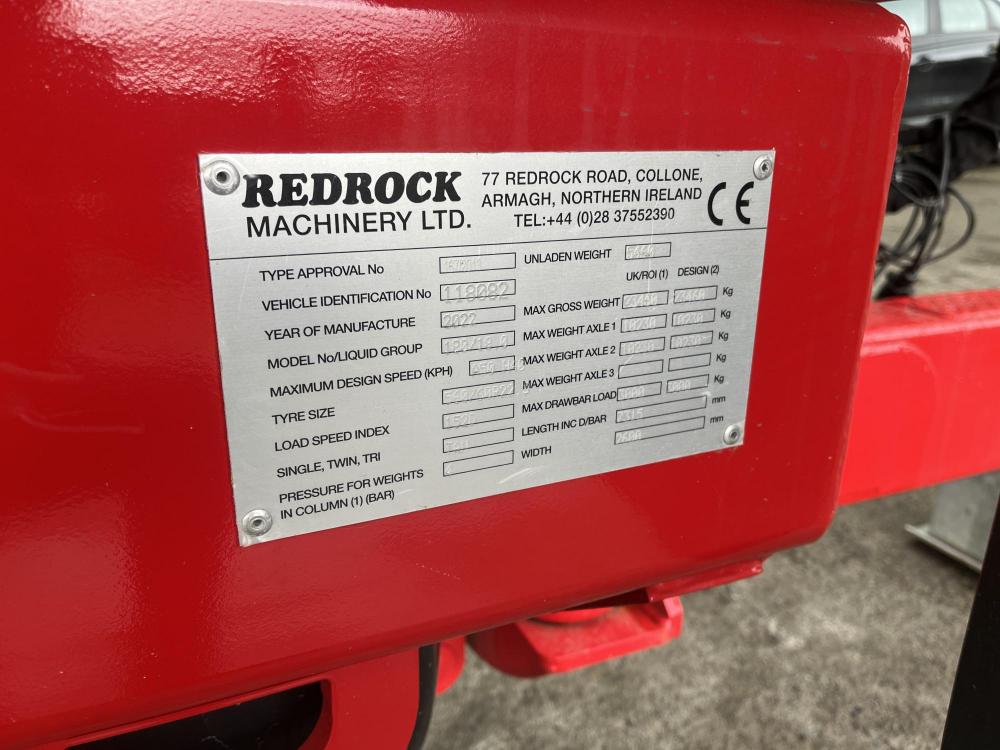 REDROCK
MACHINERY LTD.
77 REDROCK ROAD, COLLONE,
ARMAGH, NORTHERN IRELAND
TEL:+44 (0)28 37552390
CE
TYPE APPROVAL No
VEHICLE IDENTIFICATION No 118082
YEAR OF MANUFACTURE 2022
MODEL No/LIQUID GROUP
MAXIMUM DESIGN SPEED (KPH)
TYRE SIZE
LOAD SPEED INDEX
SINGLE, TWIN, TRI
PRESSURE FOR WEIGHTS
IN COLUMN (1) (BAR)
UNLADEN WEIGHT
UK/ROI (1) DESIGN (2)
MAX GROSS WEIGHT Kg
MAX WEIGHT AXLE 1 10230 10230 Kg
MAX WEIGHT AXLE 2 10230 10230 Kg
MAX WEIGHT AXLE 3 Kg
MAX DRAWBAR LOAD Kg
LENGTH INC D/BAR mm
WIDTH mm